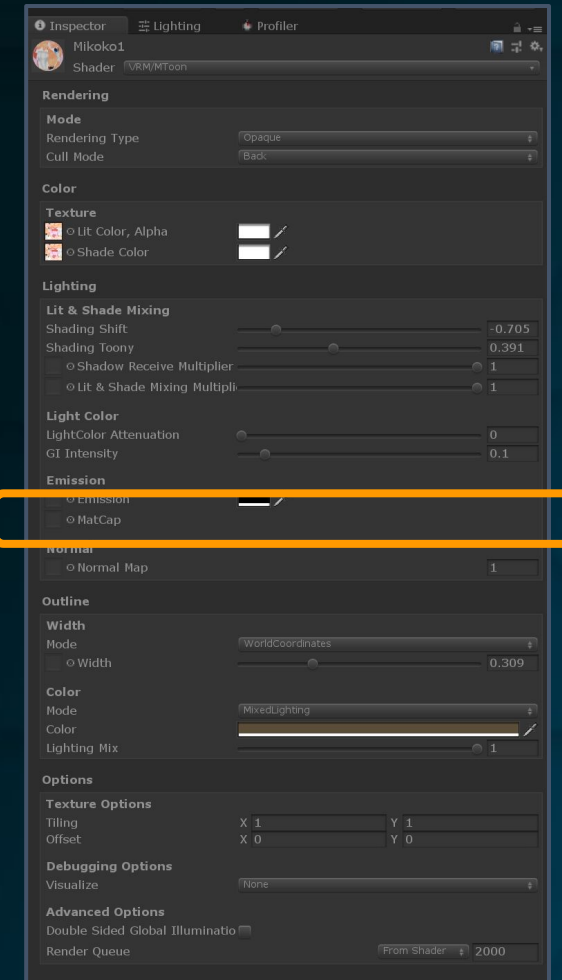 Inspector Lighting Profiler
Mikoko1
Shader VRM/MToon
Rendering
Mode
Rendering Type Opaque
Cull Mode Back
Color
Texture
Lit Color, Alpha
Shade Color
Lighting
Lit & Shade Mixing
Shading Shift -0.705
Shading Toony 0.391
Shadow Receive Multiplier 1
Lit & Shade Mixing Multipli 1
Light Color
LightColor Attenuation 0
GI Intensity 0.1
Emission
Emission
MatCap
Normal
Normal Map 1
Outline
Width
Mode WorldCoordinates
Width 0.309
Color
Mode MixedLighting
Color
Lighting Mix 1
Options
Texture Options
Tiling X 1 Y 1
Offset X 0 Y 0
Debugging Options
Visualize None
Advanced Options
Double Sided Global Illuminatio
Render Queue From Shader 2000